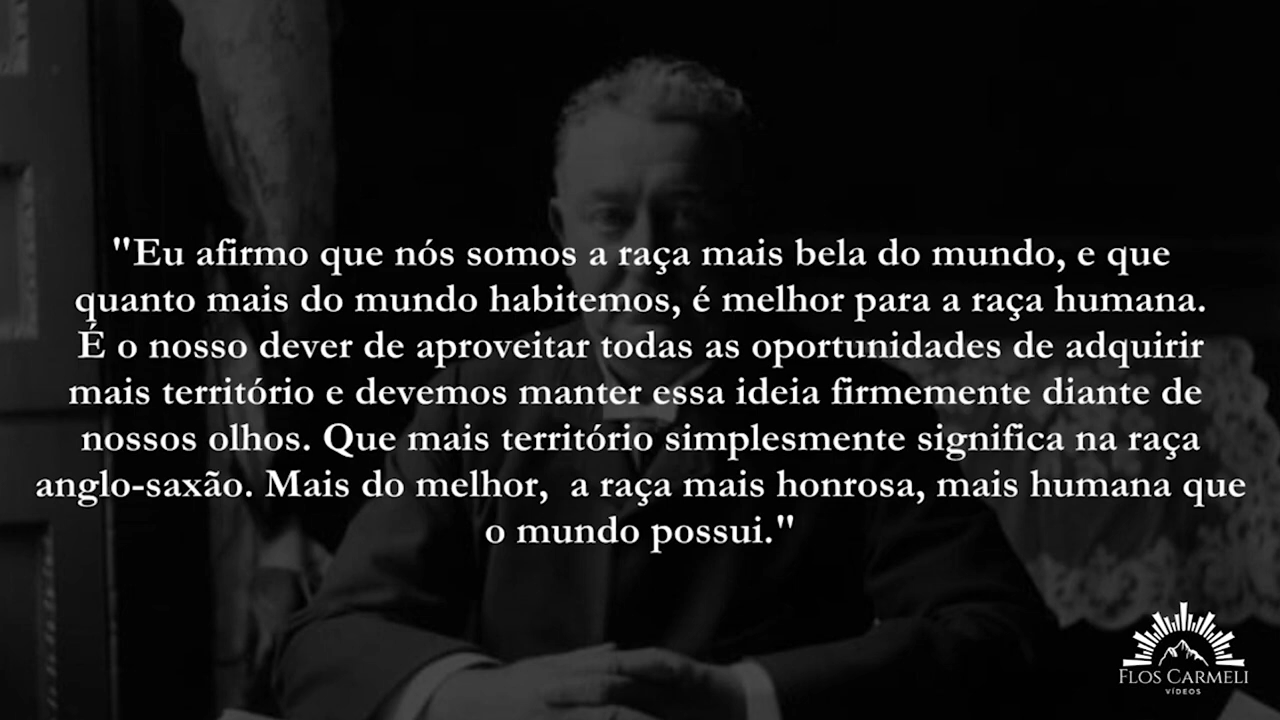 "Eu afirmo que nós somos a raça mais bela do mundo, e que
quanto mais do mundo habitemos, é melhor para a raça humana.
É o nosso dever de aproveitar todas as oportunidades de adquirir
mais território e devemos manter essa ideia firmemente diante de
nossos olhos. Que mais território simplesmente significa na raça
anglo-saxão. Mais do melhor,  a raça mais honrosa, mais humana que
o mundo possui."
FLOS CARMELI
VÍDEOS